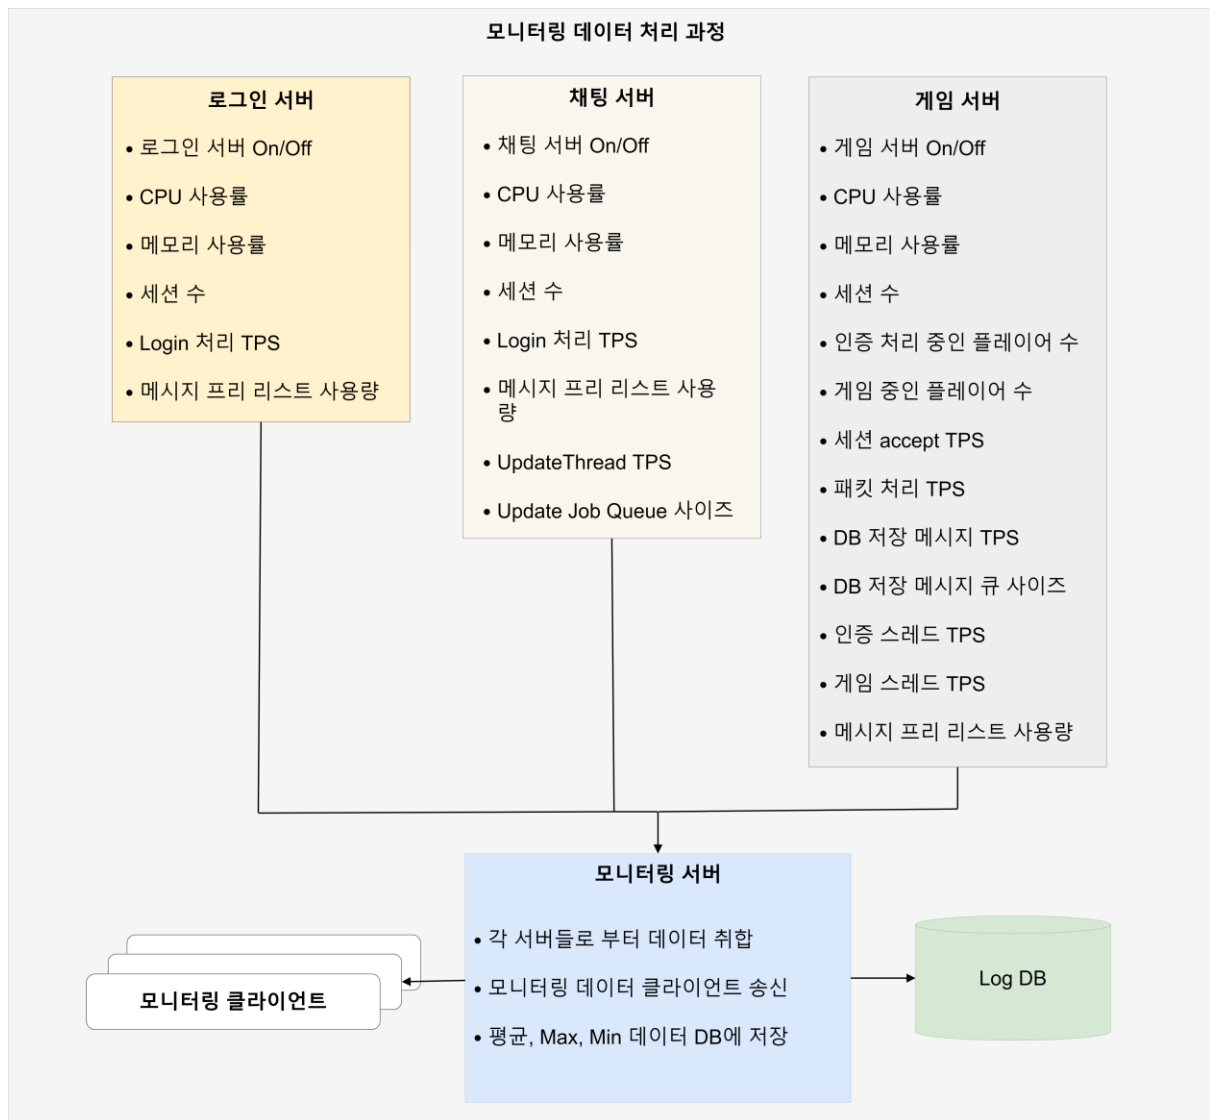 모니터링 데이터 처리 과정
로그인 서버
• 로그인 서버 On/Off
• CPU 사용률
• 메모리 사용률
• 세션 수
• Login 처리 TPS
• 메시지 프리 리스트 사용량
채팅 서버
• 채팅 서버 On/Off
• CPU 사용률
• 메모리 사용률
• 세션 수
• Login 처리 TPS
• 메시지 프리 리스트 사용
량
• UpdateThread TPS
• Update Job Queue 사이즈
게임 서버
• 게임 서버 On/Off
• CPU 사용률
• 메모리 사용률
• 세션 수
• 인증 처리 중인 플레이어 수
• 게임 중인 플레이어 수
• 세션 accept TPS
• 패킷 처리 TPS
• DB 저장 메시지 TPS
• DB 저장 메시지 큐 사이즈
• 인증 스레드 TPS
• 게임 스레드 TPS
• 메시지 프리 리스트 사용량
모니터링 서버
• 각 서버들로 부터 데이터 취합
• 모니터링 데이터 클라이언트 송신
• 평균, Max, Min 데이터 DB에 저장
모니터링 클라이언트
Log DB